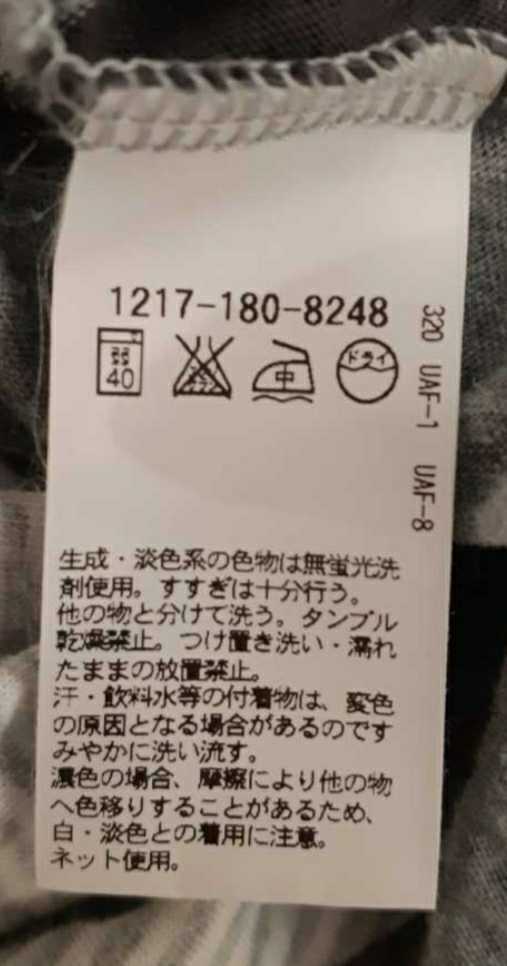 1217-180-8248
弱
40
エンソ
サラシ
中
ドライ
320 UAF-1 UAF-8
生成・淡色系の色物は無蛍光洗
剤使用。すすぎは十分行う。
他の物と分けて洗う。タンブル
乾燥禁止。つけ置き洗い・濡れ
たままの放置禁止。
汗・飲料水等の付着物は、変色
の原因となる場合があるのです
みやかに洗い流す。
濃色の場合、摩擦により他の物
へ色移りすることがあるため、
白・淡色との着用に注意。
ネット使用。